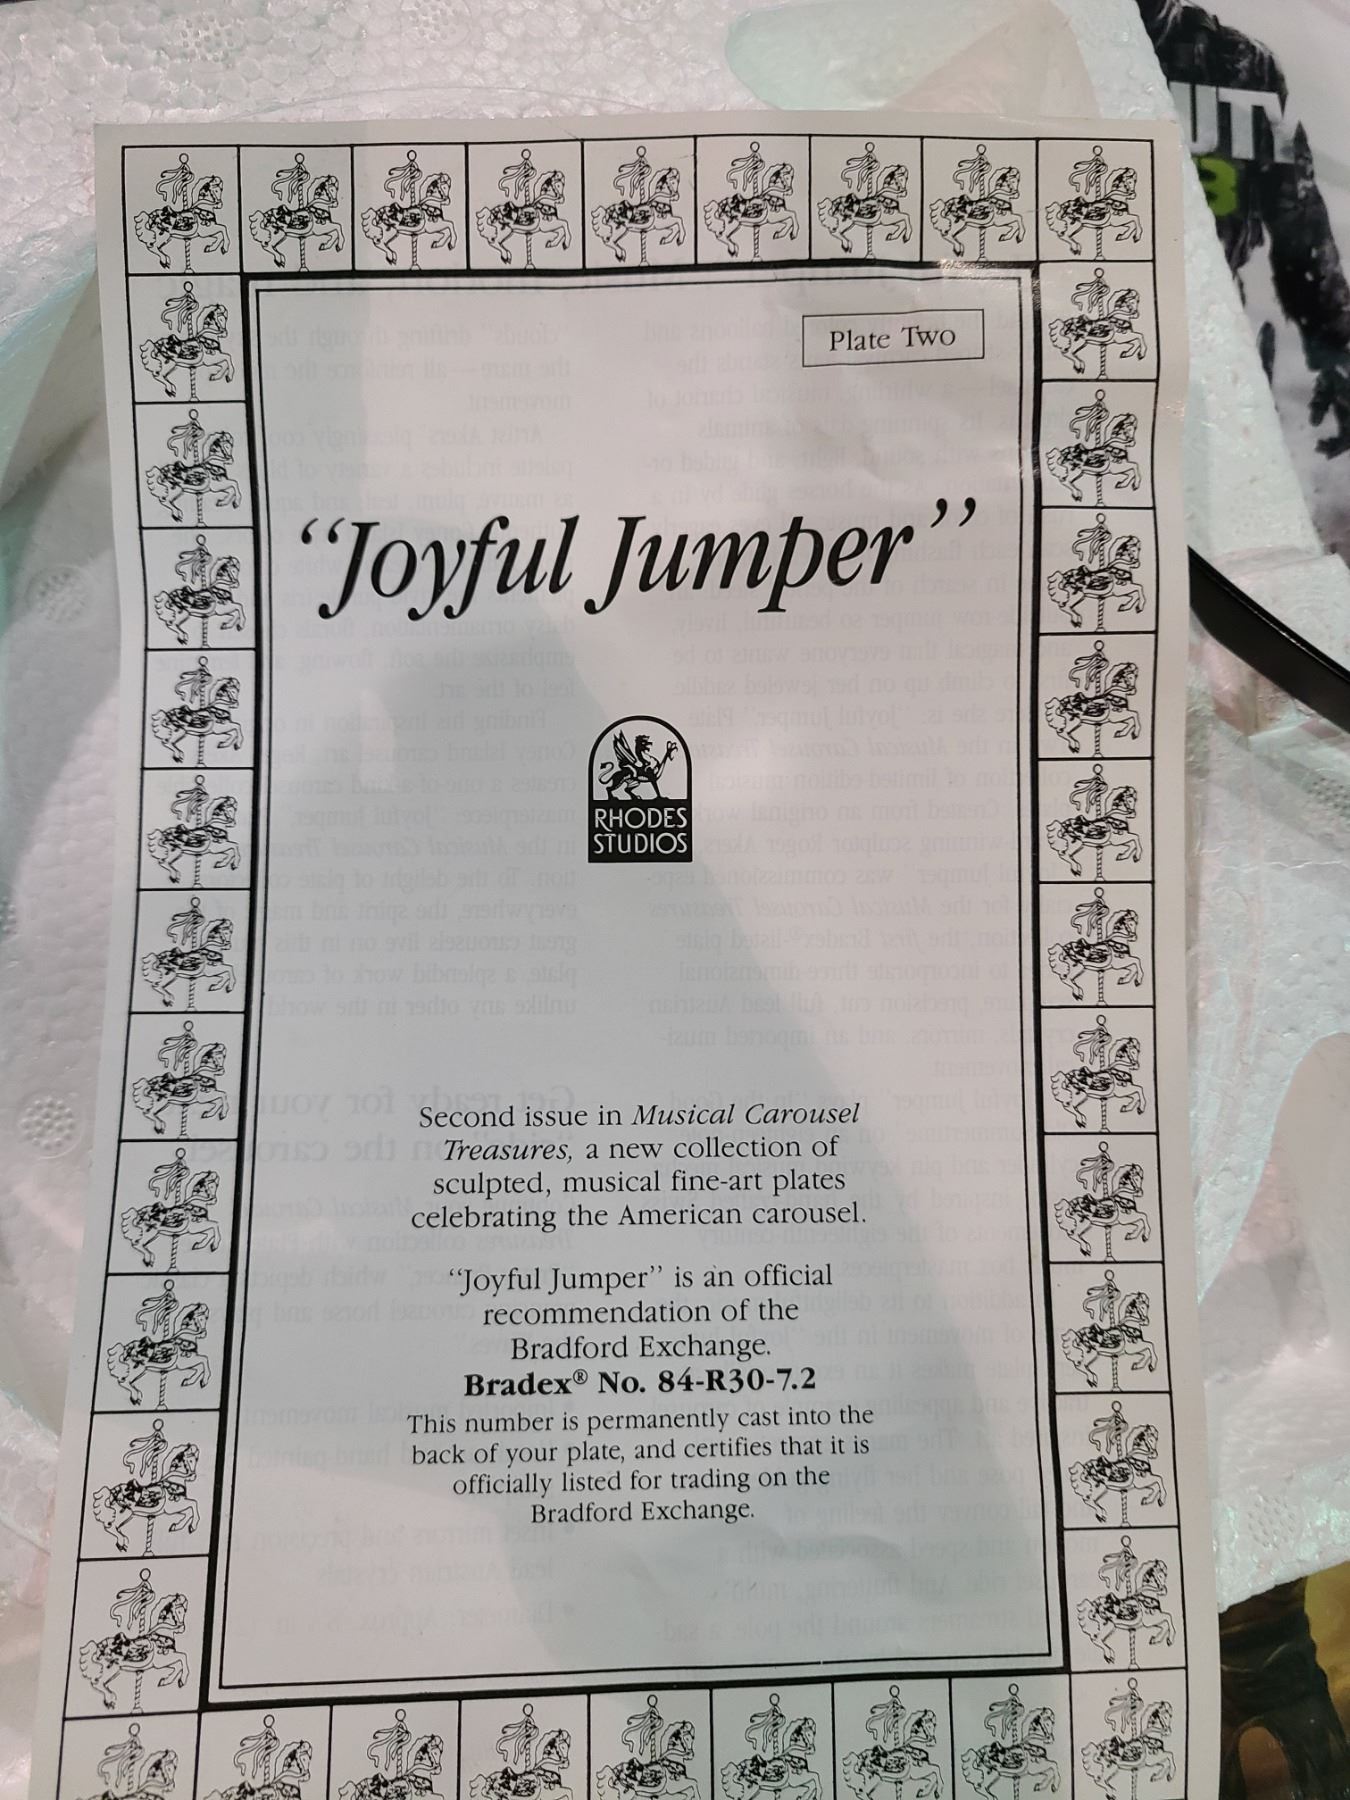 Plate Two
“Joyful Jumper”
RHODES
STUDIOS
Second issue in Musical Carousel
Treasures, a new collection of
sculpted, musical fine-art plates
celebrating the American carousel.
“Joyful Jumper” is an official
recommendation of the
Bradford Exchange.
Bradex® No. 84-R30-7.2
This number is permanently cast into the
back of your plate, and certifies that it is
officially listed for trading on the
Bradford Exchange.
UTY
3